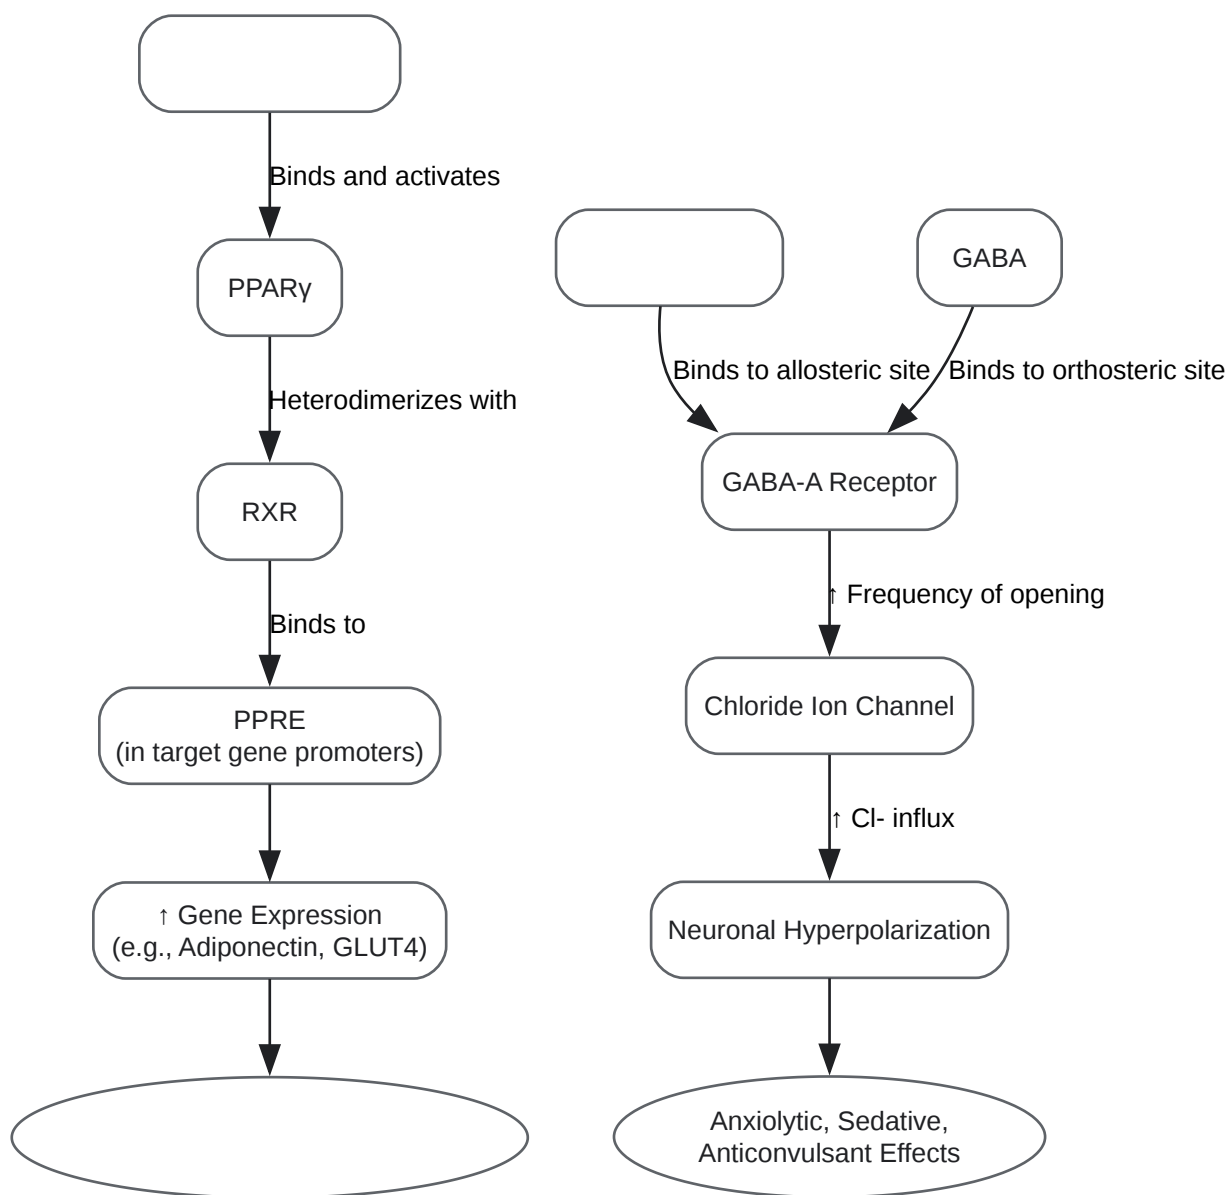 Binds and activates
PPARγ
Heterodimerizes with
RXR
Binds to
PPRE
(in target gene promoters)
↑ Gene Expression
(e.g., Adiponectin, GLUT4)
GABA
Binds to allosteric site
Binds to orthosteric site
GABA-A Receptor
↑ Frequency of opening
Chloride Ion Channel
↑ Cl- influx
Neuronal Hyperpolarization
Anxiolytic, Sedative,
Anticonvulsant Effects